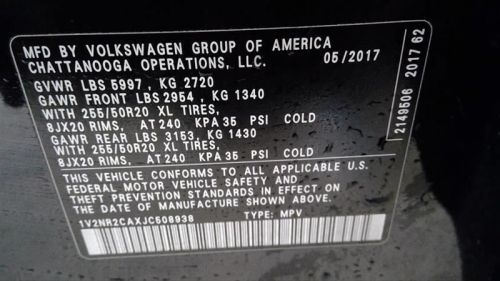 MFD BY VOLKSWAGEN GROUP OF AMERICA
CHATTANOOGA OPERATIONS, LLC. 05/2017
GVWR LBS 5997 , KG 2720
GAWR FRONT LBS 2954 , KG 1340
WITH 255/50R20 XL TIRES,
8JX20 RIMS, AT 240 KPA 35 PSI COLD
GAWR REAR LBS 3153, KG 1430
WITH 255/50R20 XL TIRES,
8JX20 RIMS, AT 240 KPA 35 PSI COLD
THIS VEHICLE CONFORMS TO ALL APPLICABLE U.S.
FEDERAL MOTOR VEHICLE SAFETY AND
THEFT PREVENTION STANDARDS IN EFFECT ON
THE DATE OF MANUFACTURE SHOWN ABOVE.
1V2NR2CAXJC508938 TYPE: MPV
2149506 2017 62